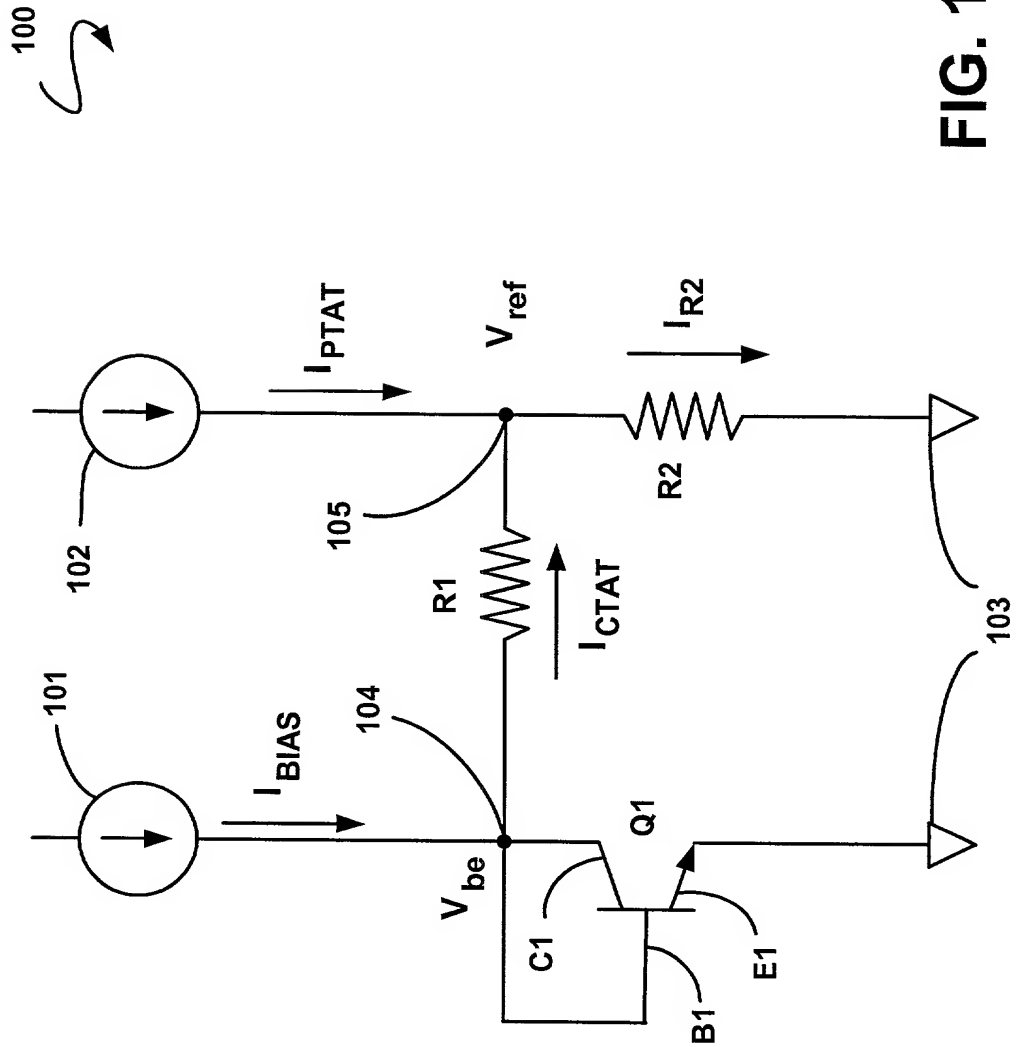 100
102
I_PTAT
V_ref
I_R2
105
R2
R1
I_CTAT
101
I_BIAS
104
V_be
Q1
C1
B1
E1
103
FIG. 1